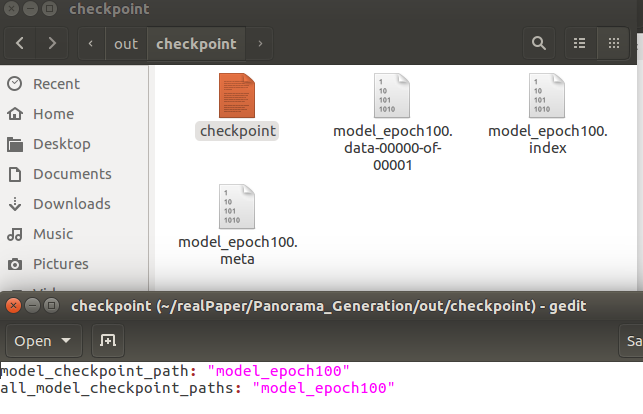 checkpoint
out
checkpoint
Recent
Home
Desktop
Documents
Downloads
Music
Pictures
checkpoint
model_epoch100.
data-00000-of-
00001
model_epoch100.
index
model_epoch100.
meta
checkpoint (~/realPaper/Panorama_Generation/out/checkpoint) - gedit
Open
Sa
model_checkpoint_path: "model_epoch100"
all_model_checkpoint_paths: "model_epoch100"